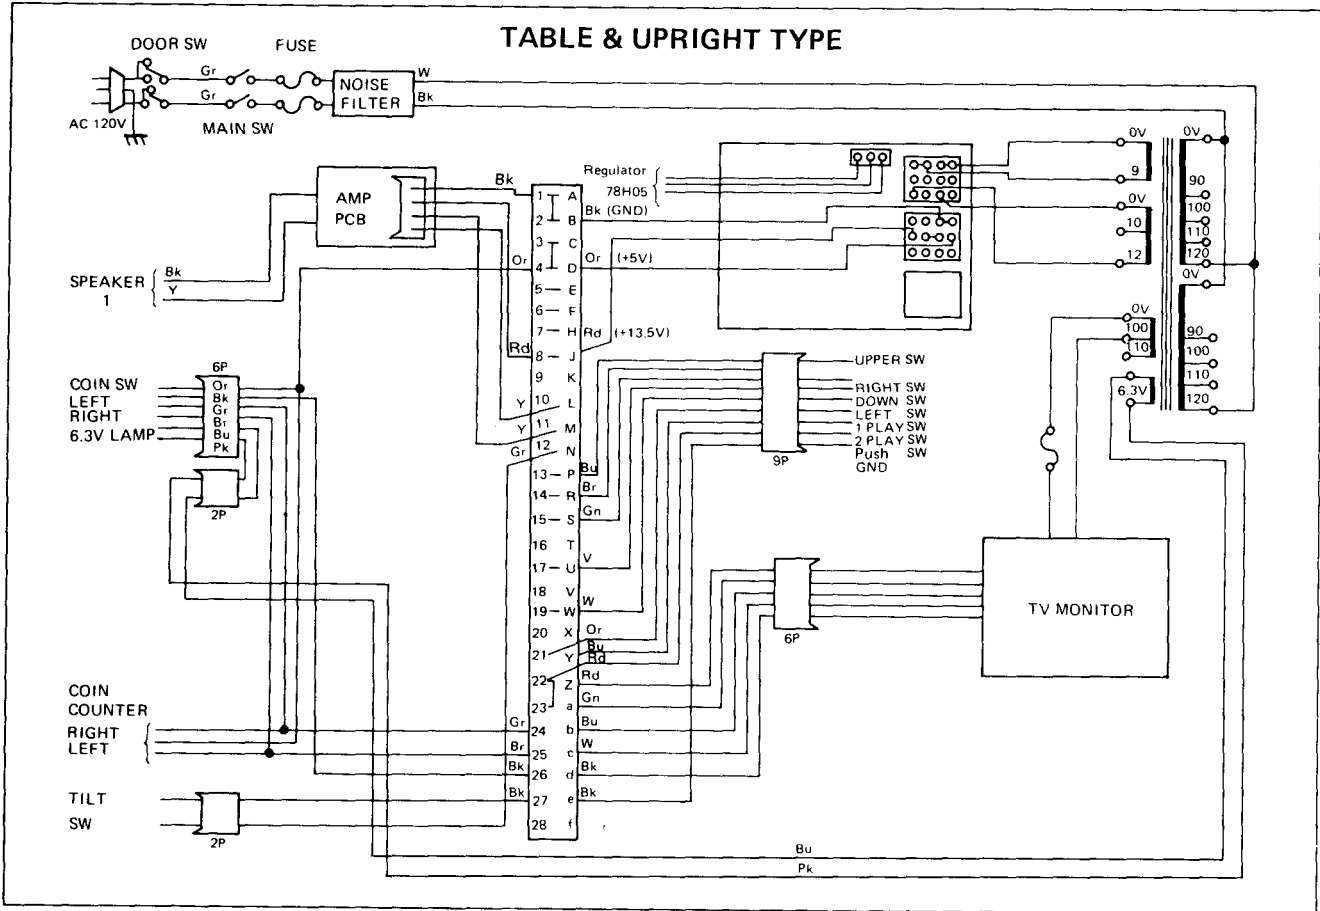 TABLE & UPRIGHT TYPE
DOOR SW
FUSE
Gr
Gr
NOISE
FILTER
W
Bk
AC 120V
MAIN SW
AMP
PCB
SPEAKER
1
Bk
Y
Regulator
78H05
Bk
Bk (GND)
Or
Or (+5V)
Rd
Rd (+13.5V)
Y
Y
Gr
1 A
2 B
3 C
4 D
5 E
6 F
7 H
8 J
9 K
10 L
11 M
12 N
13 P
14 R
15 S
16 T
17 U
18 V
19 W
20 X
21 Y
22 Z
23 a
24 b
25 c
26 d
27 e
28 f
Bu
Br
Gn
V
W
Or
Bu
Rd
Rd
Gn
Bu
W
Bk
Bk
Gr
Br
Bk
Bk
0V
9
0V
10
12
0V
100
10
6.3V
0V
90
100
110
120
0V
90
100
110
120
6P
COIN SW
LEFT
RIGHT
6.3V LAMP
Or
Bk
Gr
Br
Bu
Pk
2P
UPPER SW
RIGHT SW
DOWN SW
LEFT SW
1 PLAY SW
2 PLAY SW
Push SW
GND
9P
6P
TV MONITOR
COIN
COUNTER
RIGHT
LEFT
TILT
SW
2P
Bu
Pk